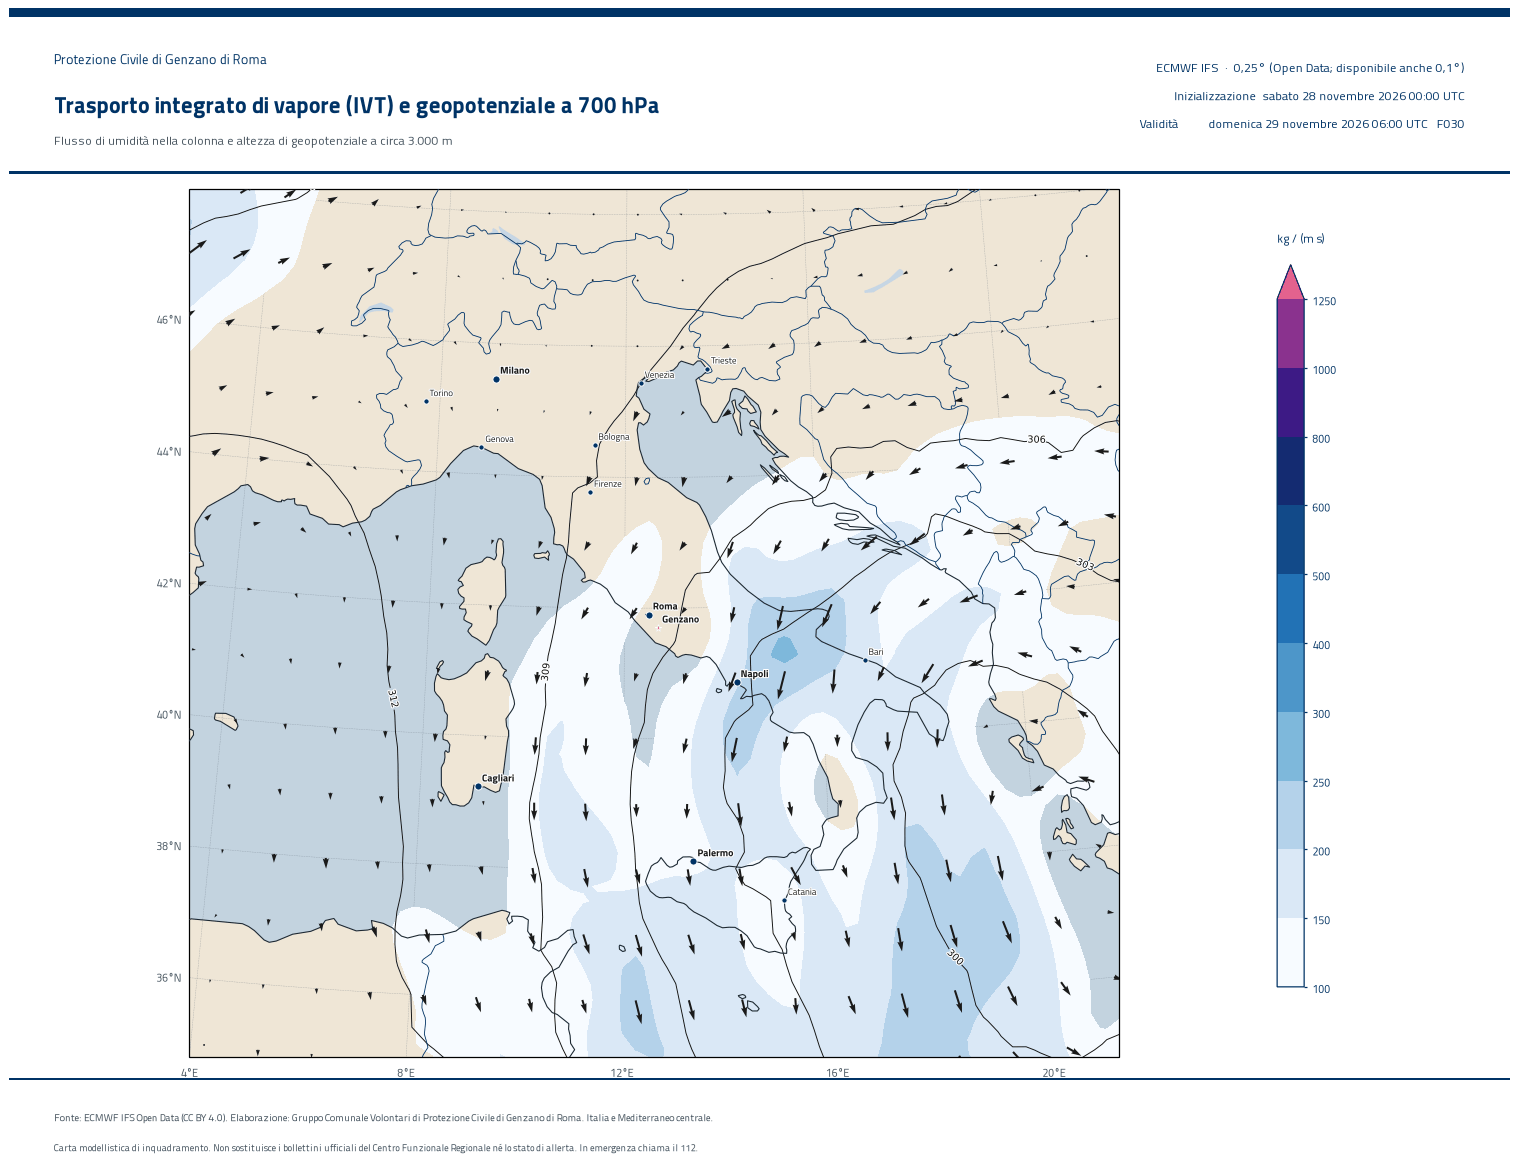 Protezione Civile di Genzano di Roma
Trasporto integrato di vapore (IVT) e geopotenziale a 700 hPa
Flusso di umidità nella colonna e altezza di geopotenziale a circa 3.000 m
ECMWF IFS · 0,25° (Open Data; disponibile anche 0,1°)
Inizializzazione sabato 28 novembre 2026 00:00 UTC
Validità domenica 29 novembre 2026 06:00 UTC F030
kg / (m s)
1250
1000
800
600
500
400
300
250
200
150
100
46°N
44°N
42°N
40°N
38°N
36°N
4°E
8°E
12°E
16°E
20°E
Trieste
Venezia
Milano
Torino
Genova
Bologna
Firenze
Roma
Genzano
Napoli
Bari
Cagliari
Palermo
Catania
306
303
309
312
300
Fonte: ECMWF IFS Open Data (CC BY 4.0). Elaborazione: Gruppo Comunale Volontari di Protezione Civile di Genzano di Roma. Italia e Mediterraneo centrale.
Carta modellistica di inquadramento. Non sostituisce i bollettini ufficiali del Centro Funzionale Regionale né lo stato di allerta. In emergenza chiama il 112.